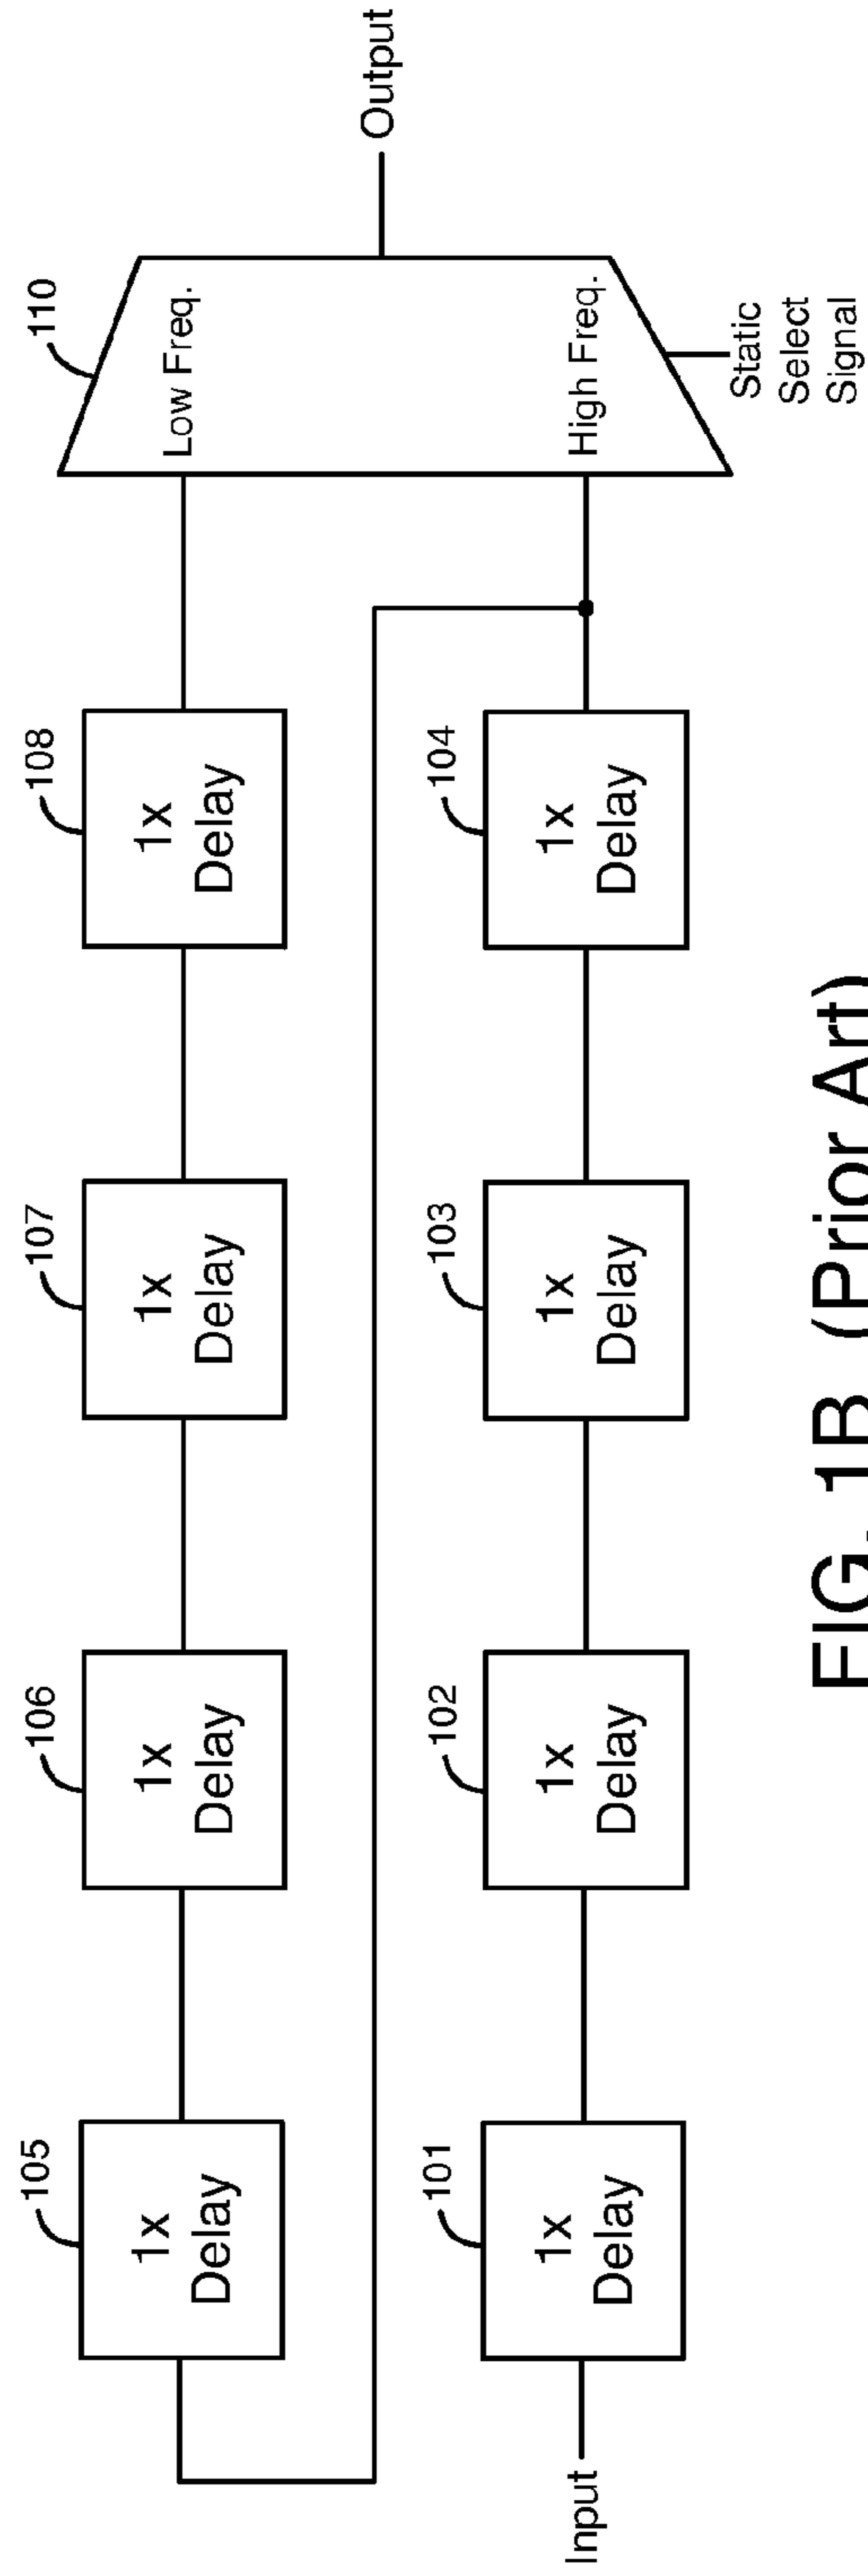 105
1x
Delay
106
1x
Delay
107
1x
Delay
108
1x
Delay
110
Low Freq.
High Freq.
Output
Static
Select
Signal
Input
101
1x
Delay
102
1x
Delay
103
1x
Delay
104
1x
Delay
FIG. 1B (Prior Art)